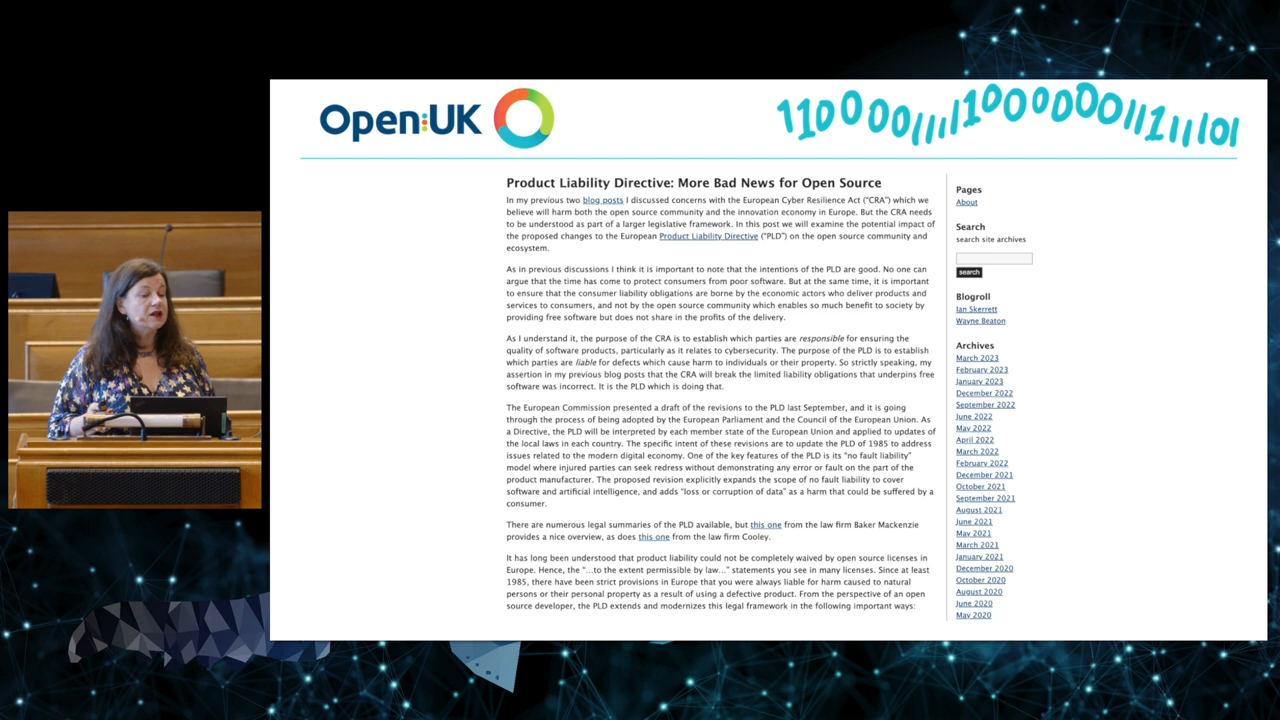 Open:UK
110000111110000000111111101
Product Liability Directive: More Bad News for Open Source
In my previous two blog posts I discussed concerns with the European Cyber Resilience Act (“CRA”) which we
believe will harm both the open source community and the innovation economy in Europe. But the CRA needs
to be understood as part of a larger legislative framework. In this post we will examine the potential impact of
the proposed changes to the European Product Liability Directive (“PLD”) on the open source community and
ecosystem.
As in previous discussions I think it is important to note that the intentions of the PLD are good. No one can
argue that the time has come to protect consumers from poor software. But at the same time, it is important
to ensure that the consumer liability obligations are borne by the economic actors who deliver products and
services to consumers, and not by the open source community which enables so much benefit to society by
providing free software but does not share in the profits of the delivery.
As I understand it, the purpose of the CRA is to establish which parties are responsible for ensuring the
quality of software products, particularly as it relates to cybersecurity. The purpose of the PLD is to establish
which parties are liable for defects which cause harm to individuals or their property. So strictly speaking, my
assertion in my previous blog posts that the CRA will break the limited liability obligations that underpins free
software was incorrect. It is the PLD which is doing that.
The European Commission presented a draft of the revisions to the PLD last September, and it is going
through the process of being adopted by the European Parliament and the Council of the European Union. As
a Directive, the PLD will be interpreted by each member state of the European Union and applied to updates of
the local laws in each country. The specific intent of these revisions are to update the PLD of 1985 to address
issues related to the modern digital economy. One of the key features of the PLD is its “no fault liability”
model where injured parties can seek redress without demonstrating any error or fault on the part of the
product manufacturer. The proposed revision explicitly expands the scope of no fault liability to cover
software and artificial intelligence, and adds “loss or corruption of data” as a harm that could be suffered by a
consumer.
There are numerous legal summaries of the PLD available, but this one from the law firm Baker Mackenzie
provides a nice overview, as does this one from the law firm Cooley.
It has long been understood that product liability could not be completely waived by open source licenses in
Europe. Hence, the “…to the extent permissible by law…” statements you see in many licenses. Since at least
1985, there have been strict provisions in Europe that you were always liable for harm caused to natural
persons or their personal property as a result of using a defective product. From the perspective of an open
source developer, the PLD extends and modernizes this legal framework in the following important ways:
Pages
About
Search
search site archives
search
Blogroll
Ian Skerrett
Wayne Beaton
Archives
March 2023
February 2023
January 2023
December 2022
September 2022
June 2022
May 2022
April 2022
March 2022
February 2022
December 2021
October 2021
September 2021
August 2021
June 2021
May 2021
March 2021
January 2021
December 2020
October 2020
August 2020
June 2020
May 2020